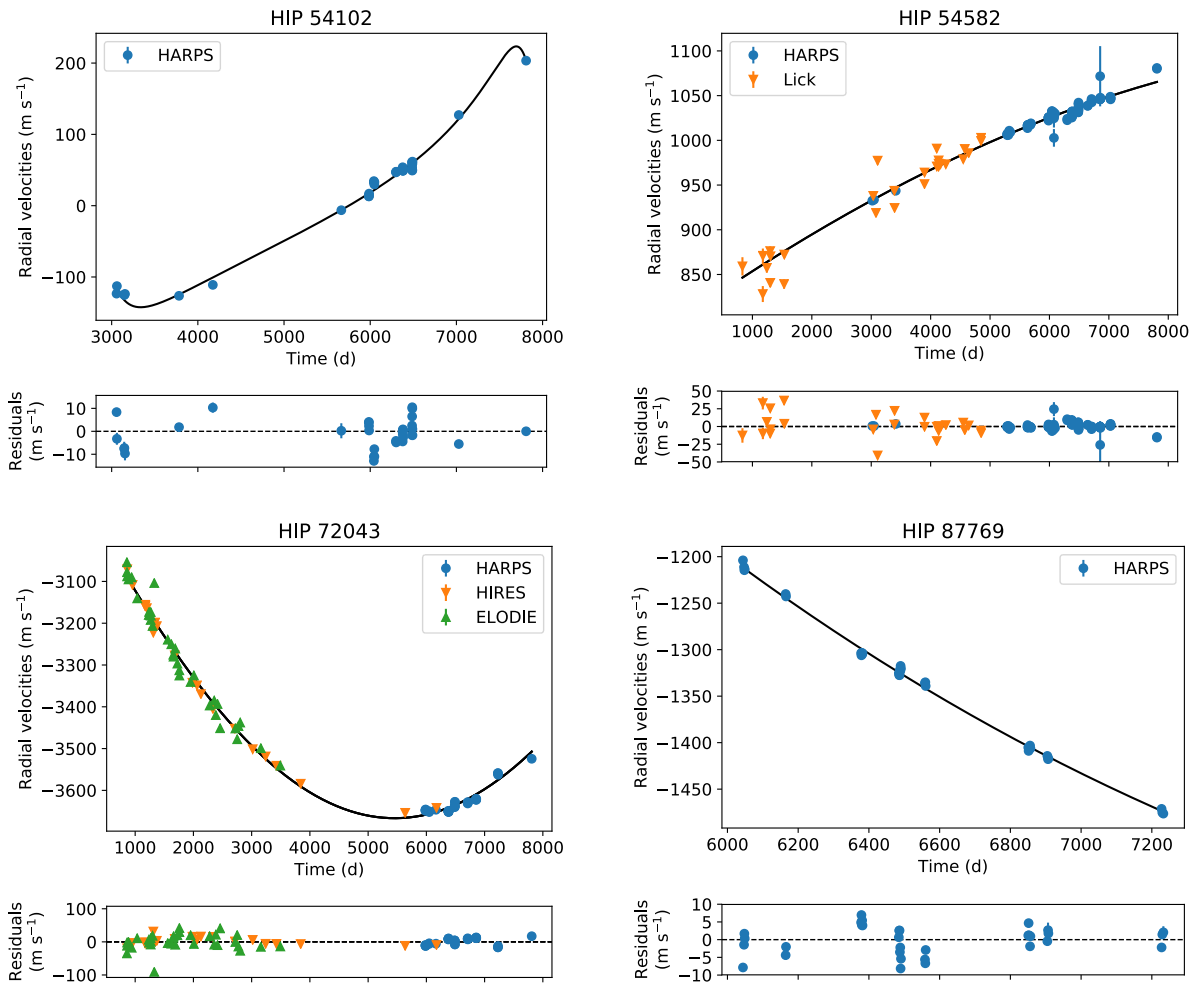 HIP 54102
HARPS
200
100
0
−100
Radial velocities (m s⁻¹)
3000 4000 5000 6000 7000 8000
Time (d)
10
0
−10
Residuals
(m s⁻¹)
HIP 54582
HARPS
Lick
1100
1050
1000
950
900
850
Radial velocities (m s⁻¹)
1000 2000 3000 4000 5000 6000 7000 8000
Time (d)
50
25
0
−25
−50
Residuals
(m s⁻¹)
HIP 72043
HARPS
HIRES
ELODIE
−3100
−3200
−3300
−3400
−3500
−3600
Radial velocities (m s⁻¹)
1000 2000 3000 4000 5000 6000 7000 8000
Time (d)
100
0
−100
Residuals
(m s⁻¹)
HIP 87769
HARPS
−1200
−1250
−1300
−1350
−1400
−1450
Radial velocities (m s⁻¹)
6000 6200 6400 6600 6800 7000 7200
Time (d)
10
5
0
−5
−10
Residuals
(m s⁻¹)